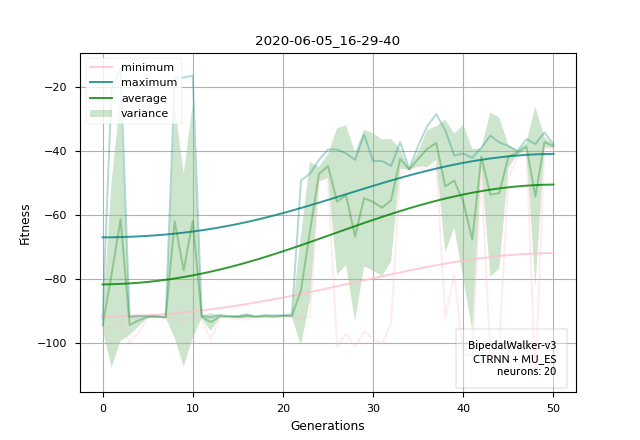 2020-06-05_16-29-40
minimum
maximum
average
variance
−20
−40
−60
−80
−100
Fitness
BipedalWalker-v3
CTRNN + MU_ES
neurons: 20
0
10
20
30
40
50
Generations